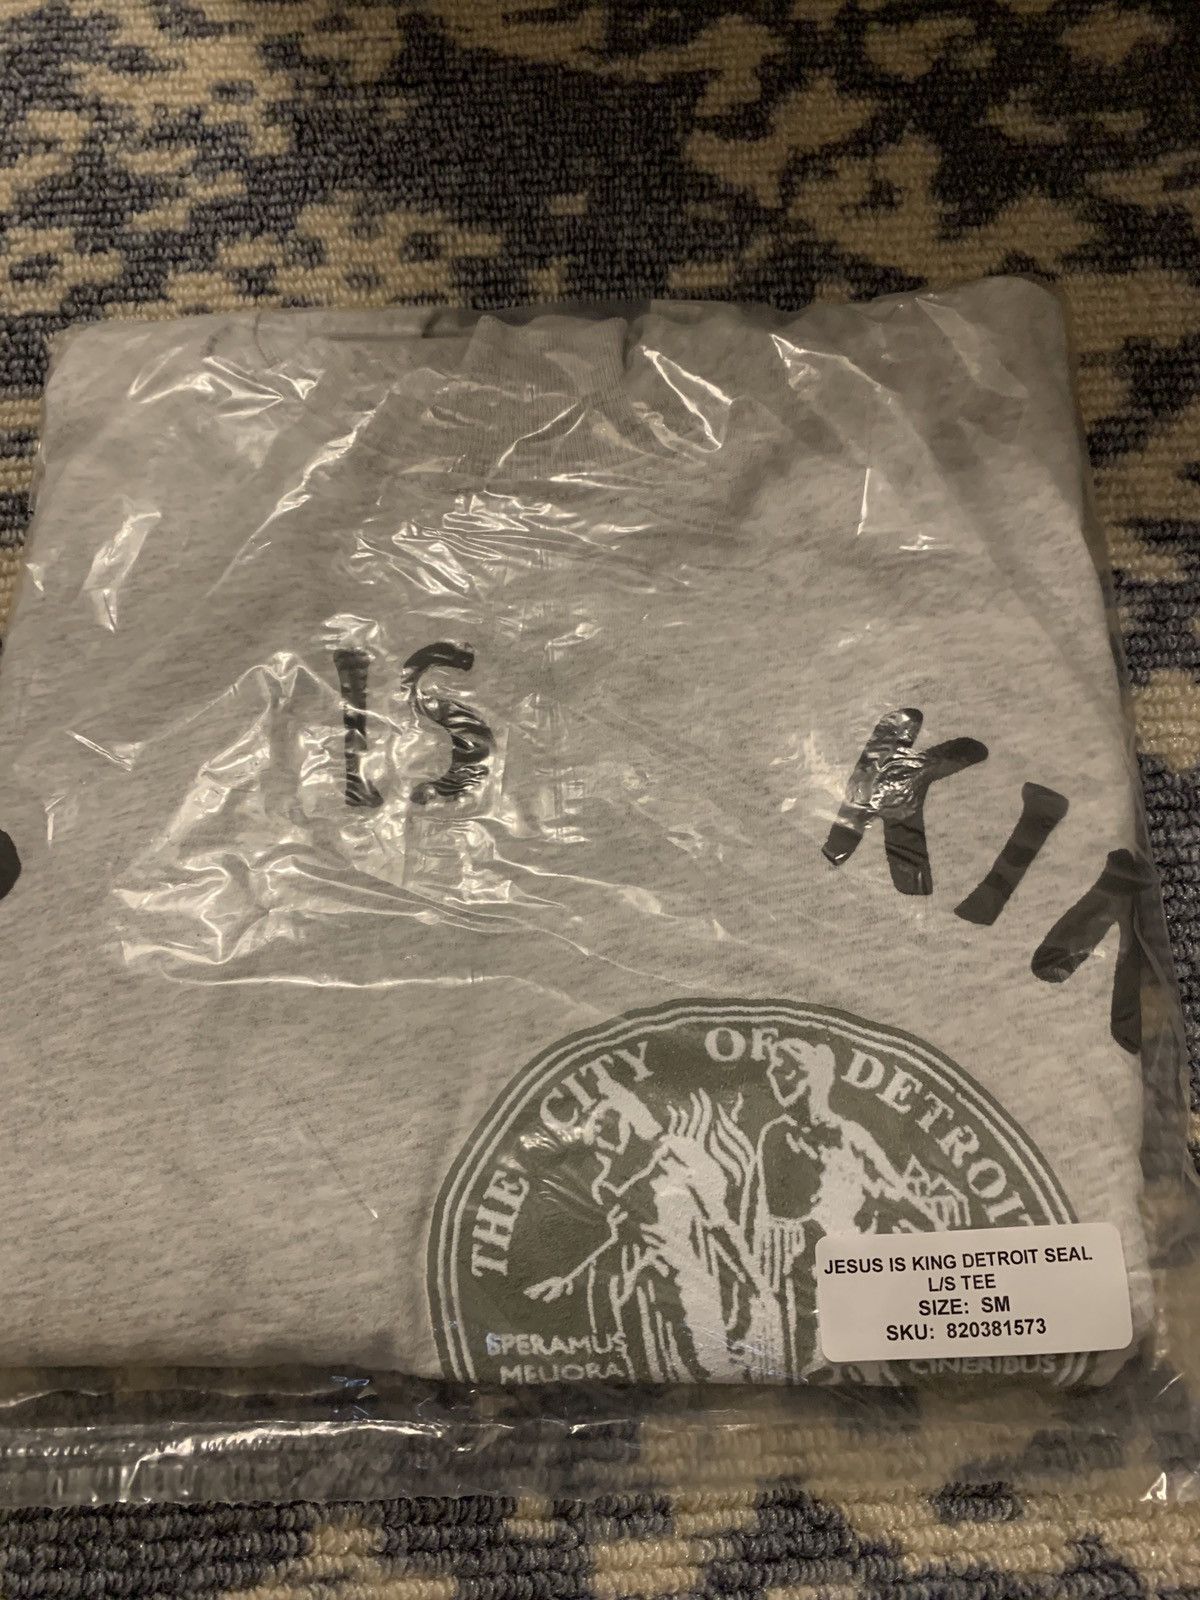 IS KIN
THE CITY OF DETROIT
SPERAMUS
MELIORA
CINERIBUS
JESUS IS KING DETROIT SEAL
L/S TEE
SIZE: SM
SKU: 820381573